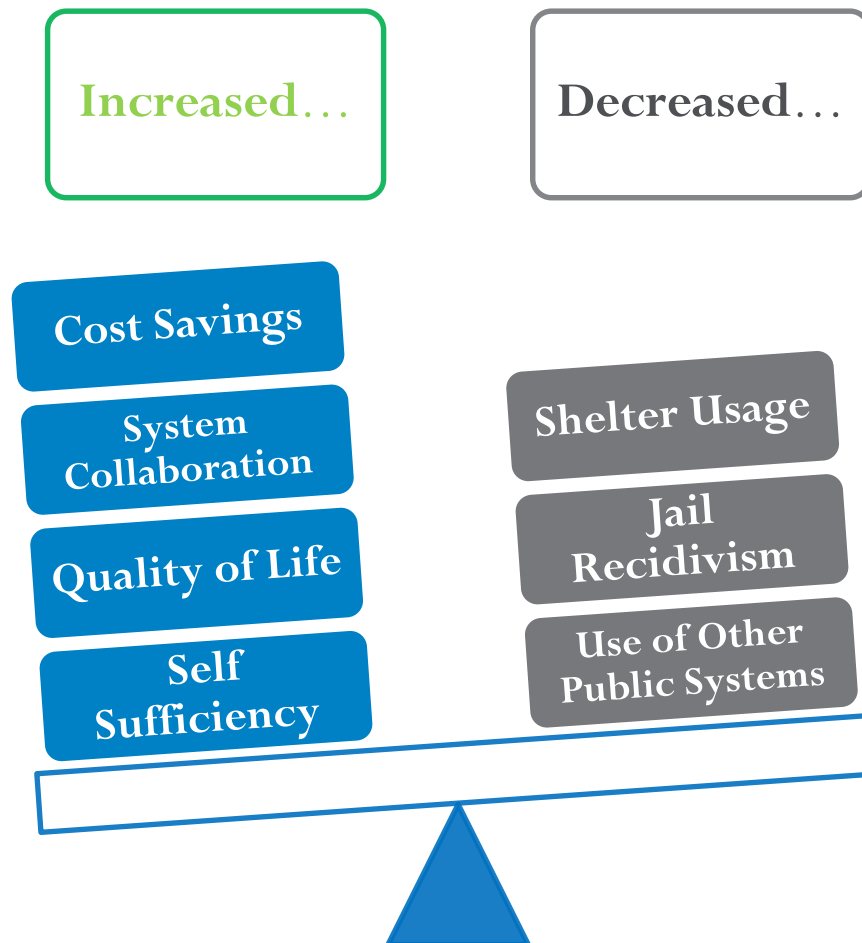 Increased…
Decreased…
Cost Savings
System
Collaboration
Quality of Life
Self
Sufficiency
Shelter Usage
Jail
Recidivism
Use of Other
Public Systems